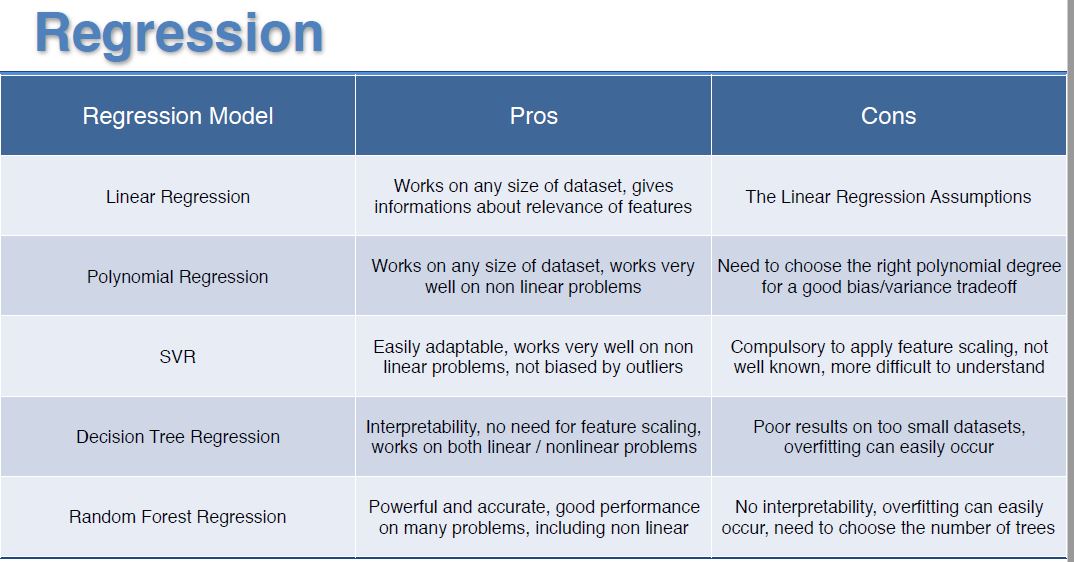 Regression
Regression Model
Pros
Cons
Linear Regression
Works on any size of dataset, gives
informations about relevance of features
The Linear Regression Assumptions
Polynomial Regression
Works on any size of dataset, works very
well on non linear problems
Need to choose the right polynomial degree
for a good bias/variance tradeoff
SVR
Easily adaptable, works very well on non
linear problems, not biased by outliers
Compulsory to apply feature scaling, not
well known, more difficult to understand
Decision Tree Regression
Interpretability, no need for feature scaling,
works on both linear / nonlinear problems
Poor results on too small datasets,
overfitting can easily occur
Random Forest Regression
Powerful and accurate, good performance
on many problems, including non linear
No interpretability, overfitting can easily
occur, need to choose the number of trees